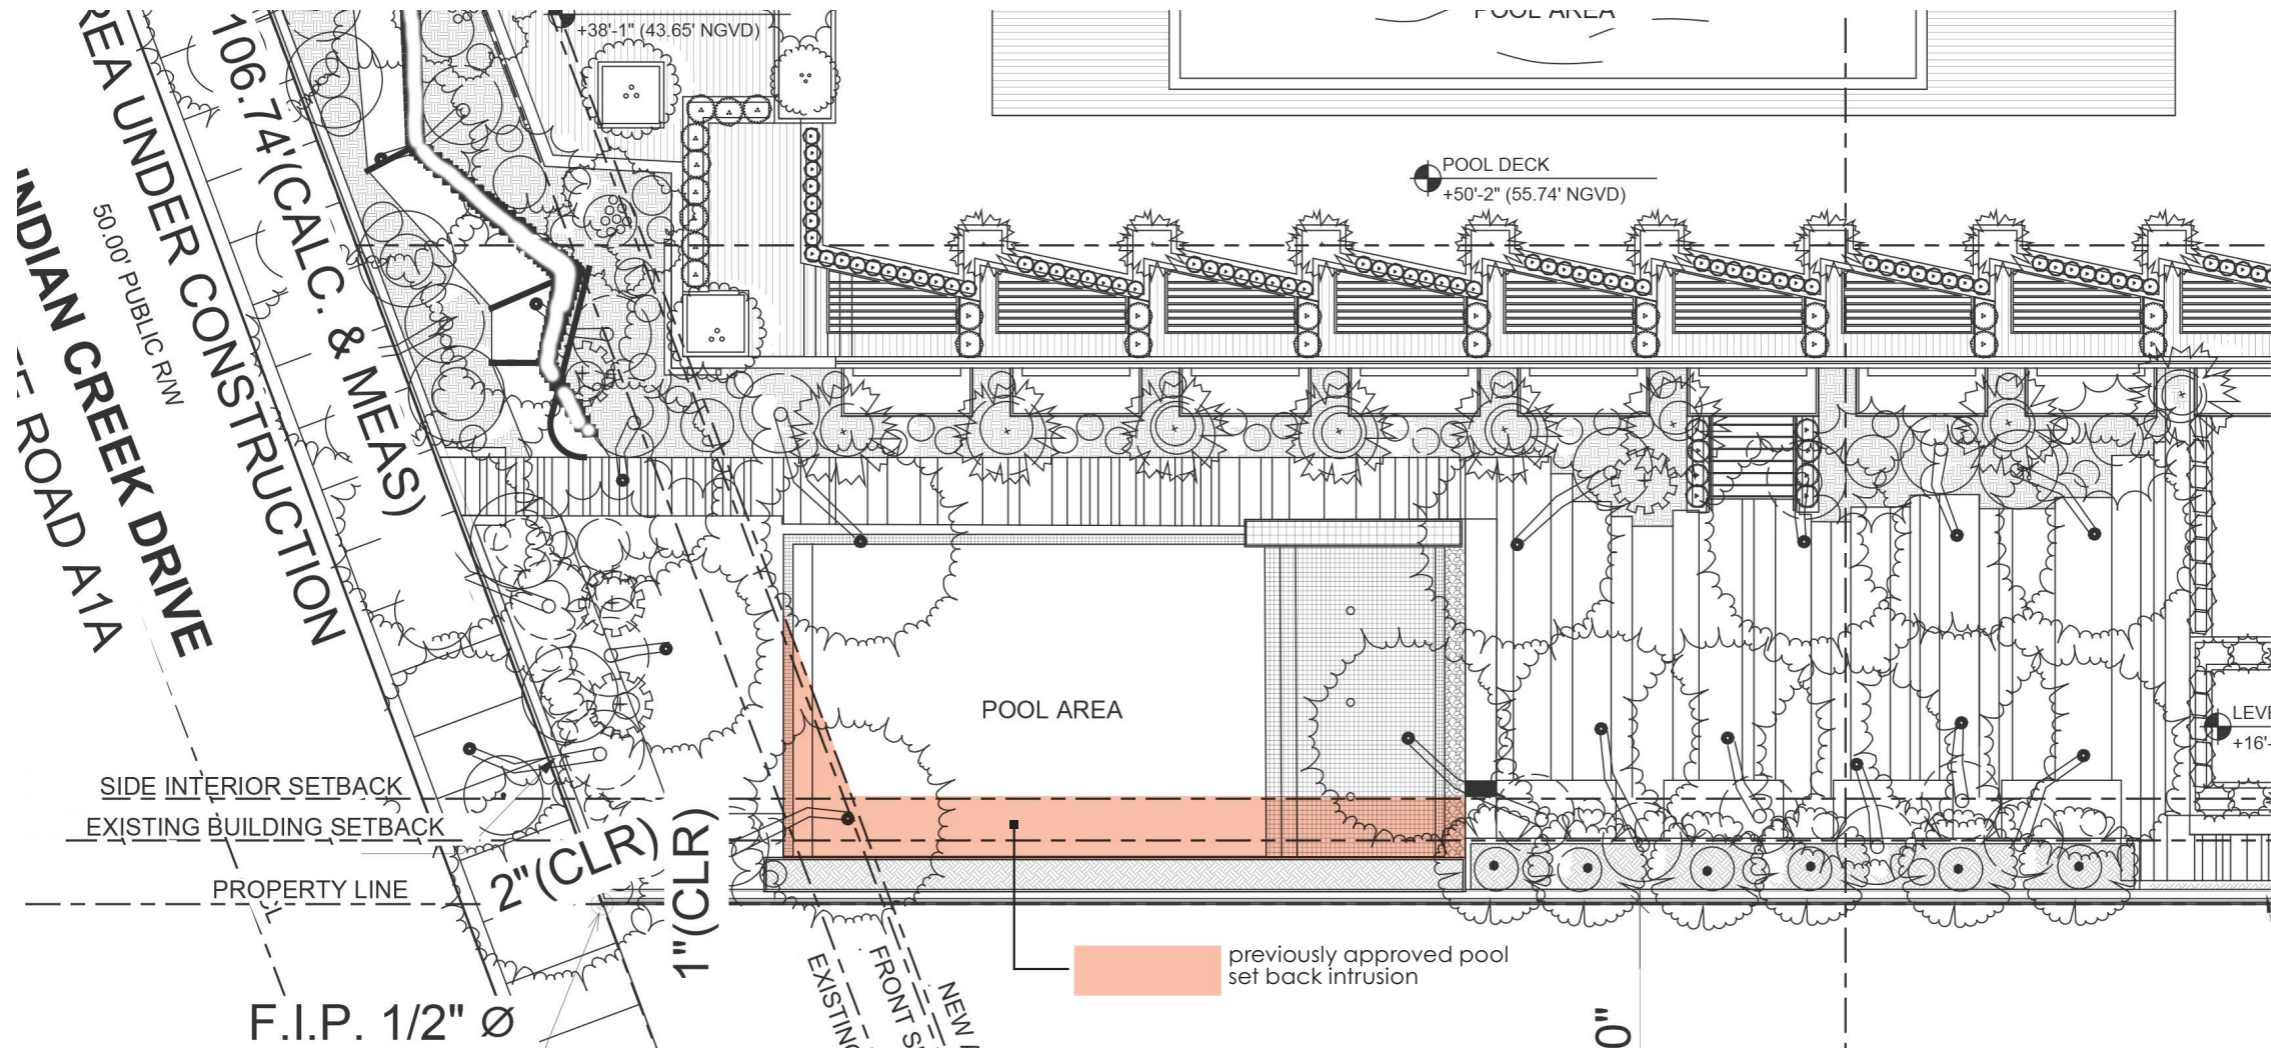 POOL AREA
+38'-1" (43.65' NGVD)
POOL DECK
+50'-2" (55.74' NGVD)
106.74'(CALC. & MEAS)
AREA UNDER CONSTRUCTION
50.00' PUBLIC R/W
INDIAN CREEK DRIVE
ROAD A1A
POOL AREA
LEVE
+16'-
SIDE INTERIOR SETBACK
EXISTING BUILDING SETBACK
PROPERTY LINE
2"(CLR)
1"(CLR)
previously approved pool
set back intrusion
EXISTING
FRONT S
NEW
F.I.P. 1/2" Ø
0"